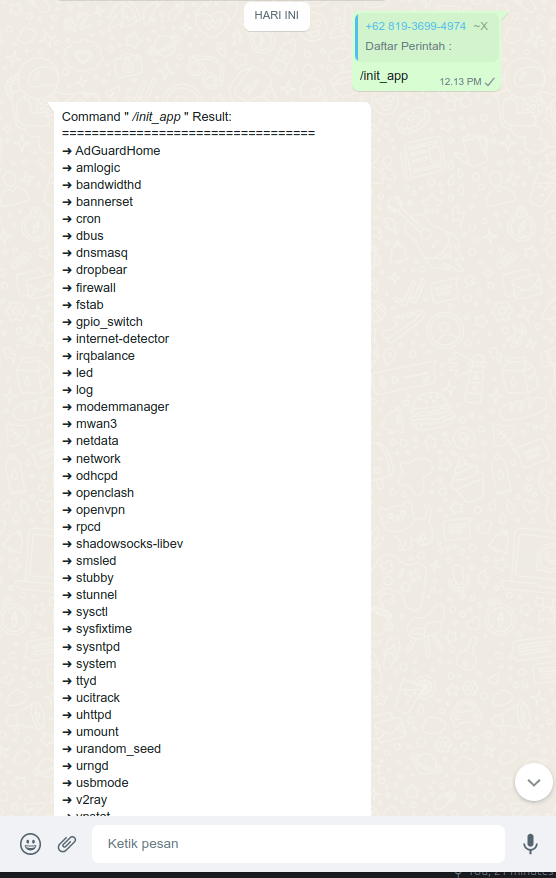 HARI INI
+62 819-3699-4974 ~X
Daftar Perintah :
/init_app
12.13 PM
Command " /init_app " Result:
==================================
➜ AdGuardHome
➜ amlogic
➜ bandwidthd
➜ bannerset
➜ cron
➜ dbus
➜ dnsmasq
➜ dropbear
➜ firewall
➜ fstab
➜ gpio_switch
➜ internet-detector
➜ irqbalance
➜ led
➜ log
➜ modemmanager
➜ mwan3
➜ netdata
➜ network
➜ odhcpd
➜ openclash
➜ openvpn
➜ rpcd
➜ shadowsocks-libev
➜ smsled
➜ stubby
➜ stunnel
➜ sysctl
➜ sysfixtime
➜ sysntpd
➜ system
➜ ttyd
➜ ucitrack
➜ uhttpd
➜ umount
➜ urandom_seed
➜ urngd
➜ usbmode
➜ v2ray
Ketik pesan